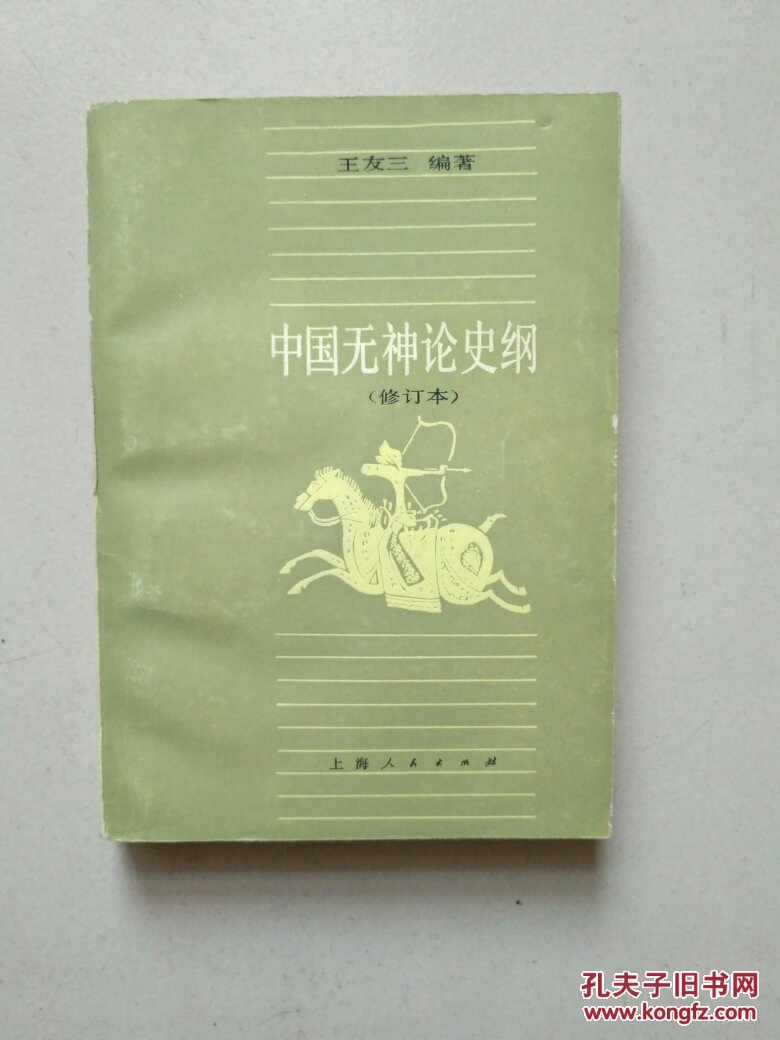 王友三 编著
中国无神论史纲
（修订本）
上海人民出版社
孔夫子旧书网
www.kongfz.com